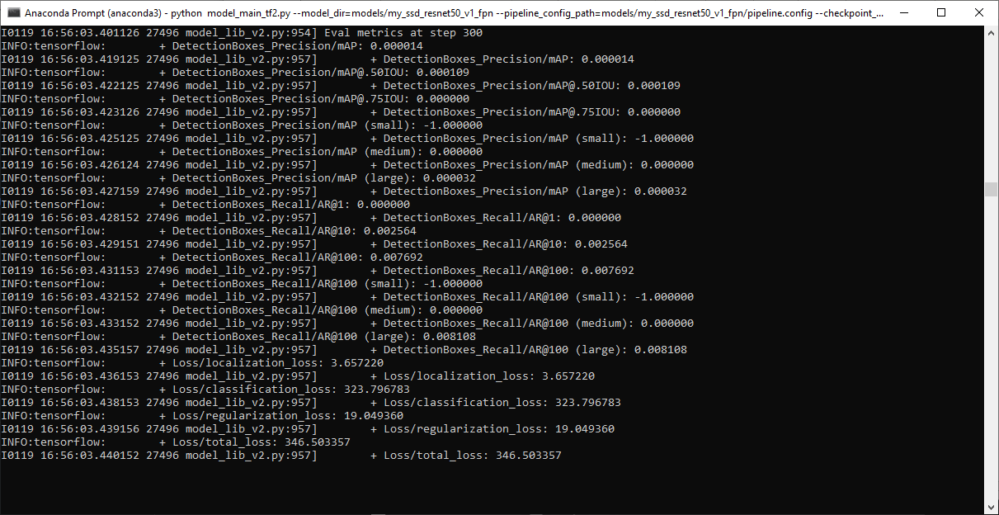 Anaconda Prompt (anaconda3) - python  model_main_tf2.py --model_dir=models/my_ssd_resnet50_v1_fpn --pipeline_config_path=models/my_ssd_resnet50_v1_fpn/pipeline.config --checkpoint_...
I0119 16:56:03.401126 27496 model_lib_v2.py:954] Eval metrics at step 300
INFO:tensorflow:        + DetectionBoxes_Precision/mAP: 0.000014
I0119 16:56:03.419125 27496 model_lib_v2.py:957]        + DetectionBoxes_Precision/mAP: 0.000014
INFO:tensorflow:        + DetectionBoxes_Precision/mAP@.50IOU: 0.000109
I0119 16:56:03.422125 27496 model_lib_v2.py:957]        + DetectionBoxes_Precision/mAP@.50IOU: 0.000109
INFO:tensorflow:        + DetectionBoxes_Precision/mAP@.75IOU: 0.000000
I0119 16:56:03.423126 27496 model_lib_v2.py:957]        + DetectionBoxes_Precision/mAP@.75IOU: 0.000000
INFO:tensorflow:        + DetectionBoxes_Precision/mAP (small): -1.000000
I0119 16:56:03.425125 27496 model_lib_v2.py:957]        + DetectionBoxes_Precision/mAP (small): -1.000000
INFO:tensorflow:        + DetectionBoxes_Precision/mAP (medium): 0.000000
I0119 16:56:03.426124 27496 model_lib_v2.py:957]        + DetectionBoxes_Precision/mAP (medium): 0.000000
INFO:tensorflow:        + DetectionBoxes_Precision/mAP (large): 0.000032
I0119 16:56:03.427159 27496 model_lib_v2.py:957]        + DetectionBoxes_Precision/mAP (large): 0.000032
INFO:tensorflow:        + DetectionBoxes_Recall/AR@1: 0.000000
I0119 16:56:03.428152 27496 model_lib_v2.py:957]        + DetectionBoxes_Recall/AR@1: 0.000000
INFO:tensorflow:        + DetectionBoxes_Recall/AR@10: 0.002564
I0119 16:56:03.429151 27496 model_lib_v2.py:957]        + DetectionBoxes_Recall/AR@10: 0.002564
INFO:tensorflow:        + DetectionBoxes_Recall/AR@100: 0.007692
I0119 16:56:03.431153 27496 model_lib_v2.py:957]        + DetectionBoxes_Recall/AR@100: 0.007692
INFO:tensorflow:        + DetectionBoxes_Recall/AR@100 (small): -1.000000
I0119 16:56:03.432152 27496 model_lib_v2.py:957]        + DetectionBoxes_Recall/AR@100 (small): -1.000000
INFO:tensorflow:        + DetectionBoxes_Recall/AR@100 (medium): 0.000000
I0119 16:56:03.433152 27496 model_lib_v2.py:957]        + DetectionBoxes_Recall/AR@100 (medium): 0.000000
INFO:tensorflow:        + DetectionBoxes_Recall/AR@100 (large): 0.008108
I0119 16:56:03.435157 27496 model_lib_v2.py:957]        + DetectionBoxes_Recall/AR@100 (large): 0.008108
INFO:tensorflow:        + Loss/localization_loss: 3.657220
I0119 16:56:03.436153 27496 model_lib_v2.py:957]        + Loss/localization_loss: 3.657220
INFO:tensorflow:        + Loss/classification_loss: 323.796783
I0119 16:56:03.438153 27496 model_lib_v2.py:957]        + Loss/classification_loss: 323.796783
INFO:tensorflow:        + Loss/regularization_loss: 19.049360
I0119 16:56:03.439156 27496 model_lib_v2.py:957]        + Loss/regularization_loss: 19.049360
INFO:tensorflow:        + Loss/total_loss: 346.503357
I0119 16:56:03.440152 27496 model_lib_v2.py:957]        + Loss/total_loss: 346.503357